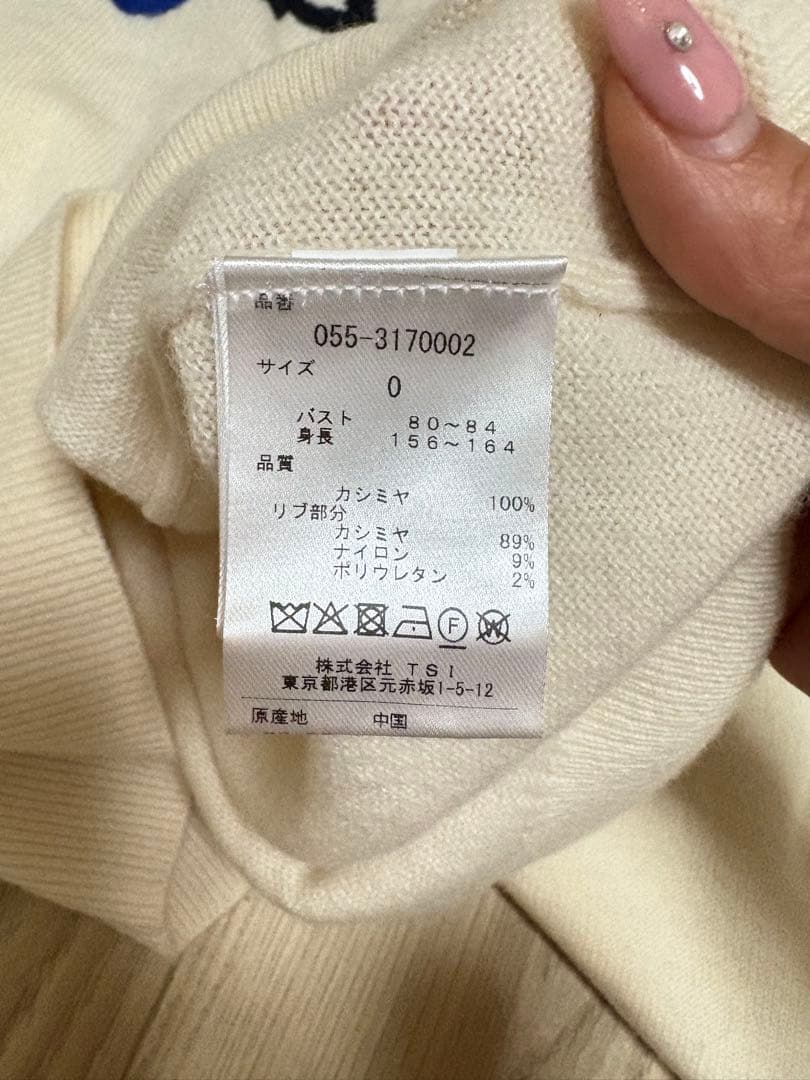 品番
055-3170002
サイズ
0
バスト 80～84
身長 156～164
品質
カシミヤ 100%
リブ部分
カシミヤ 89%
ナイロン 9%
ポリウレタン 2%
F W
株式会社 TSI
東京都港区元赤坂1-5-12
原産地 中国